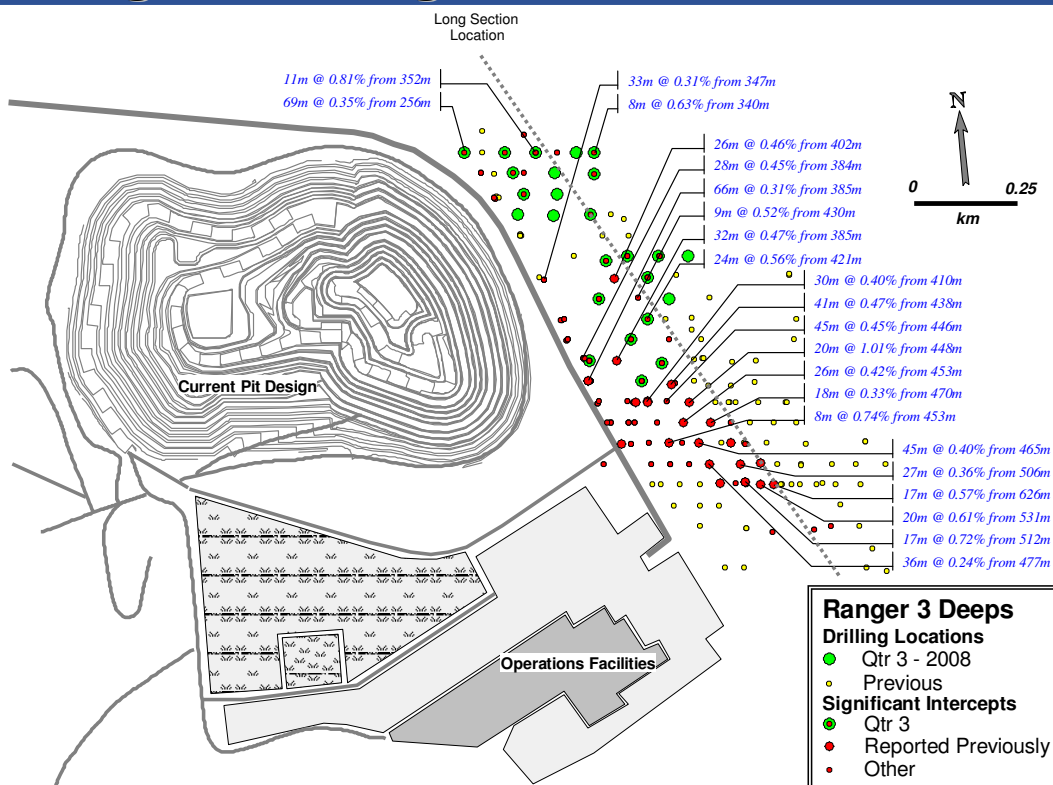 Long Section
Location
11m @ 0.81% from 352m
69m @ 0.35% from 256m
33m @ 0.31% from 347m
8m @ 0.63% from 340m
26m @ 0.46% from 402m
28m @ 0.45% from 384m
66m @ 0.31% from 385m
9m @ 0.52% from 430m
32m @ 0.47% from 385m
24m @ 0.56% from 421m
N
0 0.25
km
30m @ 0.40% from 410m
41m @ 0.47% from 438m
45m @ 0.45% from 446m
20m @ 1.01% from 448m
26m @ 0.42% from 453m
18m @ 0.33% from 470m
8m @ 0.74% from 453m
45m @ 0.40% from 465m
27m @ 0.36% from 506m
17m @ 0.57% from 626m
20m @ 0.61% from 531m
17m @ 0.72% from 512m
36m @ 0.24% from 477m
Current Pit Design
Operations Facilities
Ranger 3 Deeps
Drilling Locations
Qtr 3 - 2008
Previous
Significant Intercepts
Qtr 3
Reported Previously
Other